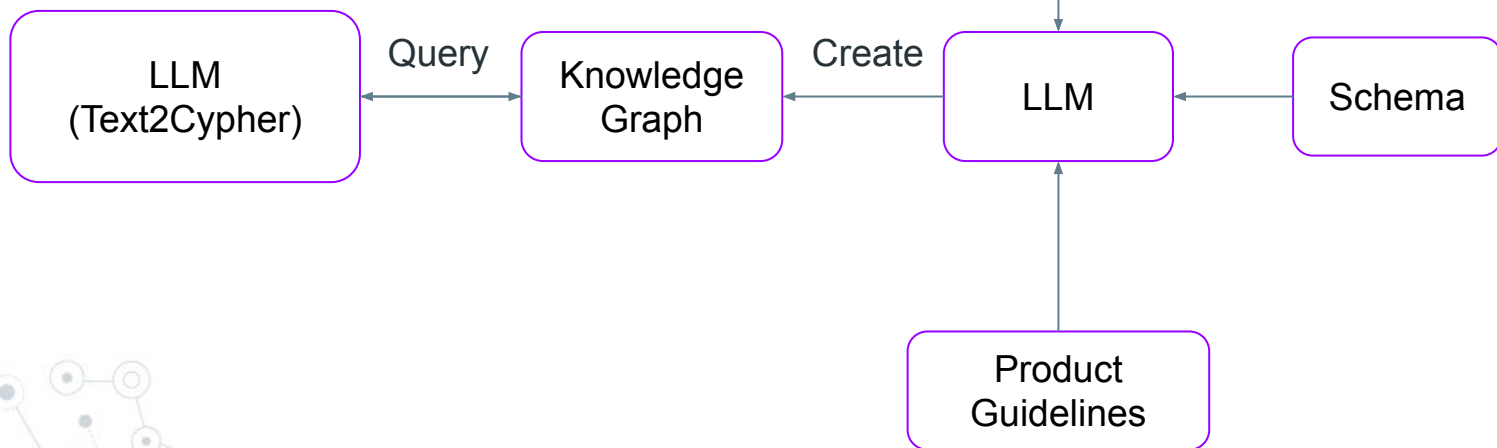 LLM
(Text2Cypher)
Query
Knowledge
Graph
Create
LLM
Schema
Product
Guidelines